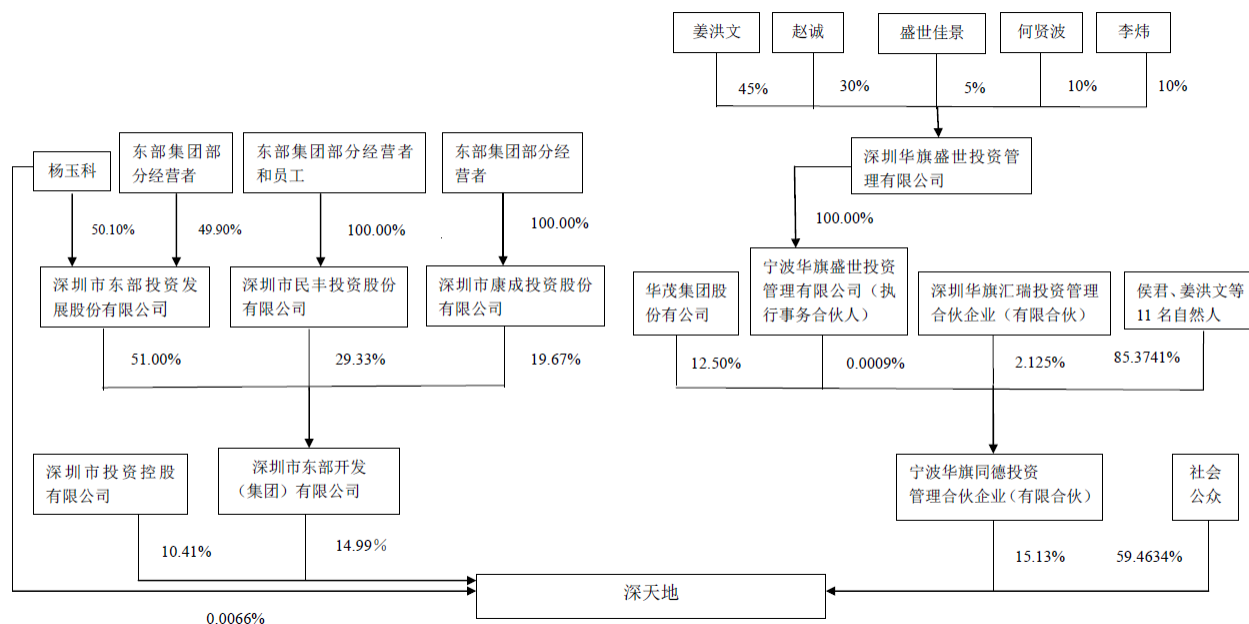 姜洪文
赵诚
盛世佳景
何贤波
李炜
45%
30%
5%
10%
10%
深圳华旗盛世投资管
理有限公司
100.00%
杨玉科
东部集团部
分经营者
东部集团部分经营者
和员工
东部集团部分经
营者
50.10%
49.90%
100.00%
100.00%
深圳市东部投资发
展股份有限公司
深圳市民丰投资股份
有限公司
深圳市康成投资股份
有限公司
华茂集团股
份有公司
宁波华旗盛世投资
管理有限公司（执
行事务合伙人）
深圳华旗汇瑞投资管理
合伙企业（有限合伙）
侯君、姜洪文等
11 名自然人
51.00%
29.33%
19.67%
12.50%
0.0009%
2.125%
85.3741%
深圳市投资控股
有限公司
深圳市东部开发
（集团）有限公司
宁波华旗同德投资
管理合伙企业（有限合伙）
社会
公众
10.41%
14.99%
15.13%
59.4634%
深天地
0.0066%